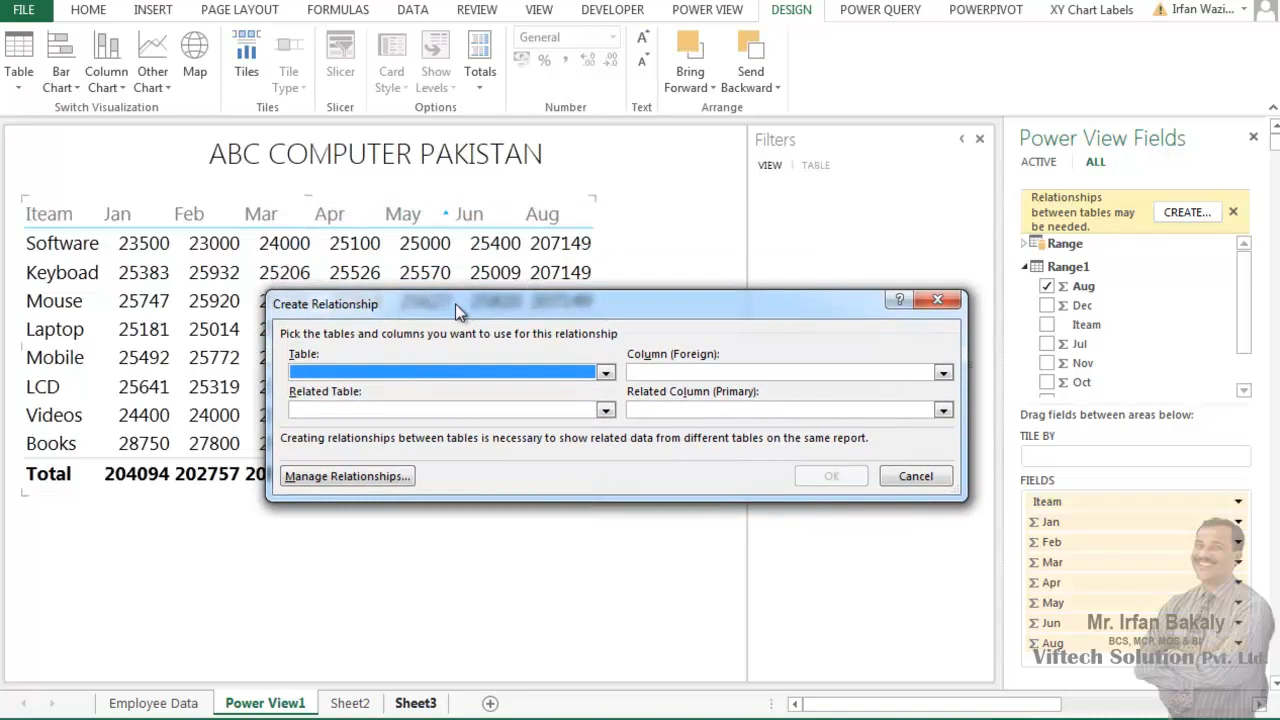 FILE HOME INSERT PAGE LAYOUT FORMULAS DATA REVIEW VIEW DEVELOPER POWER VIEW DESIGN POWER QUERY POWERPIVOT XY Chart Labels Irfan Wazi...
General
Table Bar Chart Column Chart Other Chart Map Tiles Tile Type Slicer Card Style Show Levels Totals % Bring Forward Send Backward
Switch Visualization Tiles Slicer Options Number Text Arrange
ABC COMPUTER PAKISTAN
Iteam Jan Feb Mar Apr May Jun Aug
Software 23500 23000 24000 25100 25000 25400 207149
Keyboad 25383 25932 25206 25526 25570 25009 207149
Mouse 25747 25920
Laptop 25181 25014
Mobile 25492 25772
LCD 25641 25319
Videos 24400 24000
Books 28750 27800
Total 204094 202757 20
Create Relationship
Pick the tables and columns you want to use for this relationship
Table: Column (Foreign):
Related Table: Related Column (Primary):
Creating relationships between tables is necessary to show related data from different tables on the same report.
Manage Relationships... OK Cancel
Filters
VIEW TABLE
Power View Fields
ACTIVE ALL
Relationships
between tables may
be needed.
CREATE...
Range
Range1
Σ Aug
Σ Dec
Iteam
Σ Jul
Σ Nov
Σ Oct
Drag fields between areas below:
TILE BY
FIELDS
Iteam
Σ Jan
Σ Feb
Σ Mar
Σ Apr
Σ May
Σ Jun
Σ Aug
Mr. Irfan Bakaly
BCS, MCP, MOS & BI
Viftech Solution Pvt. Ltd.
Employee Data Power View1 Sheet2 Sheet3